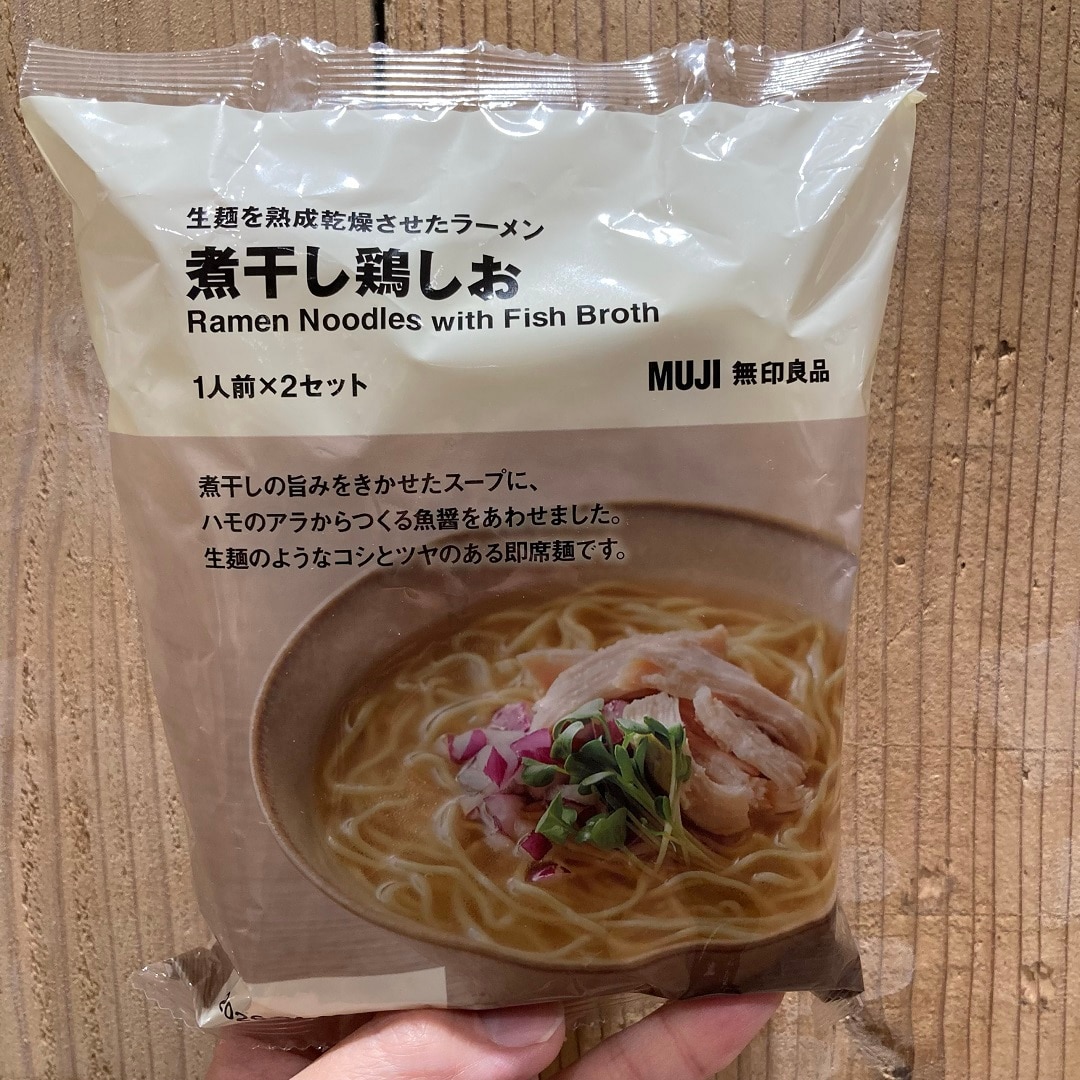 生麺を熟成乾燥させたラーメン
煮干し鶏しお
Ramen Noodles with Fish Broth
1人前×2セット
MUJI 無印良品
煮干しの旨みをきかせたスープに、
ハモのアラからつくる魚醤をあわせました。
生麺のようなコシとツヤのある即席麺です。